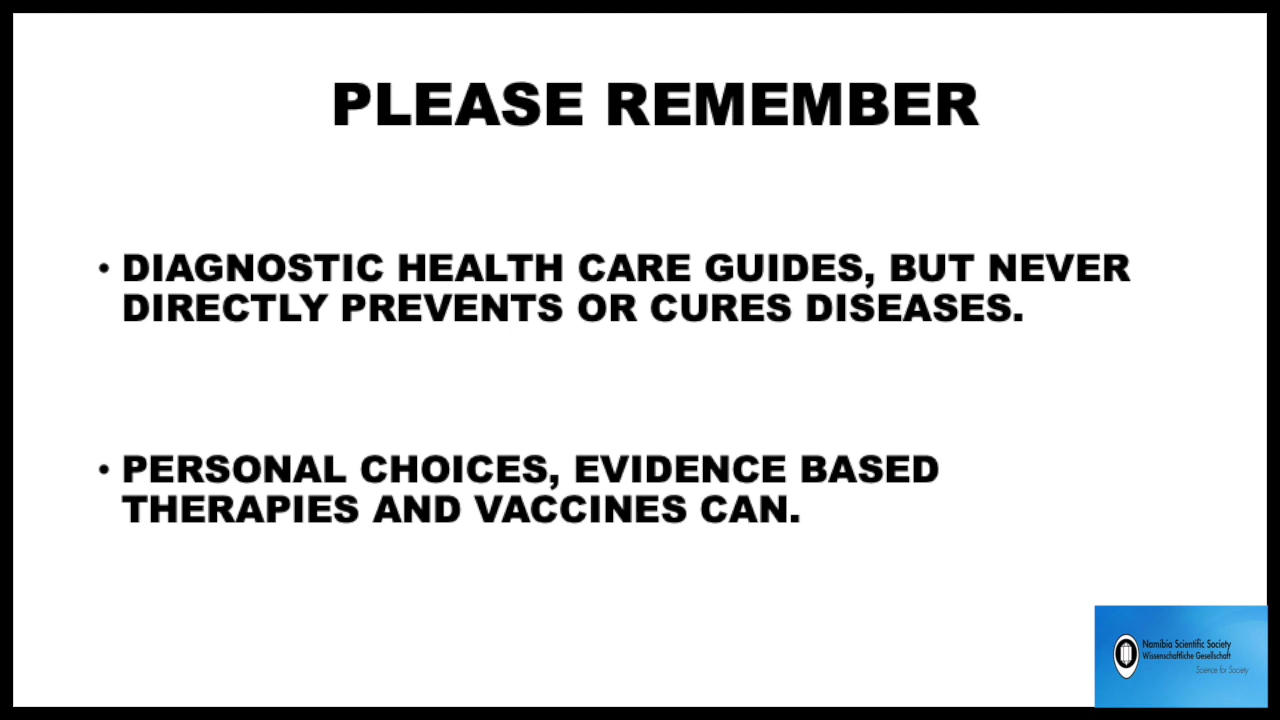 PLEASE REMEMBER
• DIAGNOSTIC HEALTH CARE GUIDES, BUT NEVER
DIRECTLY PREVENTS OR CURES DISEASES.
• PERSONAL CHOICES, EVIDENCE BASED
THERAPIES AND VACCINES CAN.
Namibia Scientific Society
Wissenschaftliche Gesellschaft
Science for Society